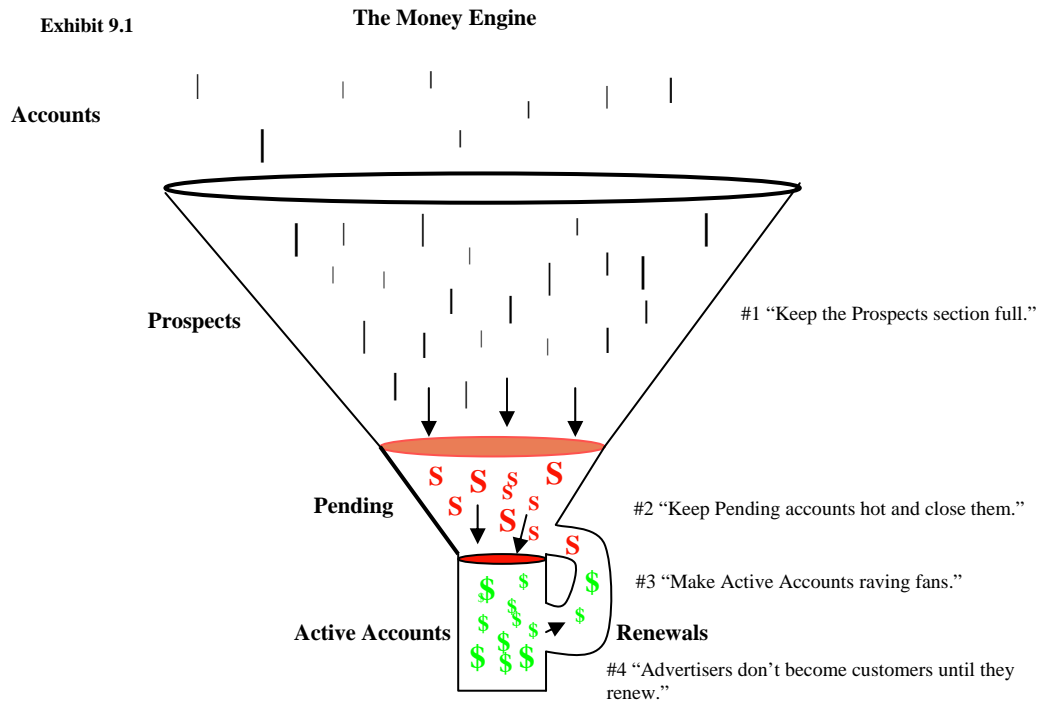 The Money Engine
Exhibit 9.1
Accounts
Prospects
#1 “Keep the Prospects section full.”
S S S S S
S S S S
Pending
#2 “Keep Pending accounts hot and close them.”
S
#3 “Make Active Accounts raving fans.”
$ $ $ $ $ $ $ $ $ $ $ $ $
Active Accounts
Renewals
#4 “Advertisers don’t become customers until they
renew.”